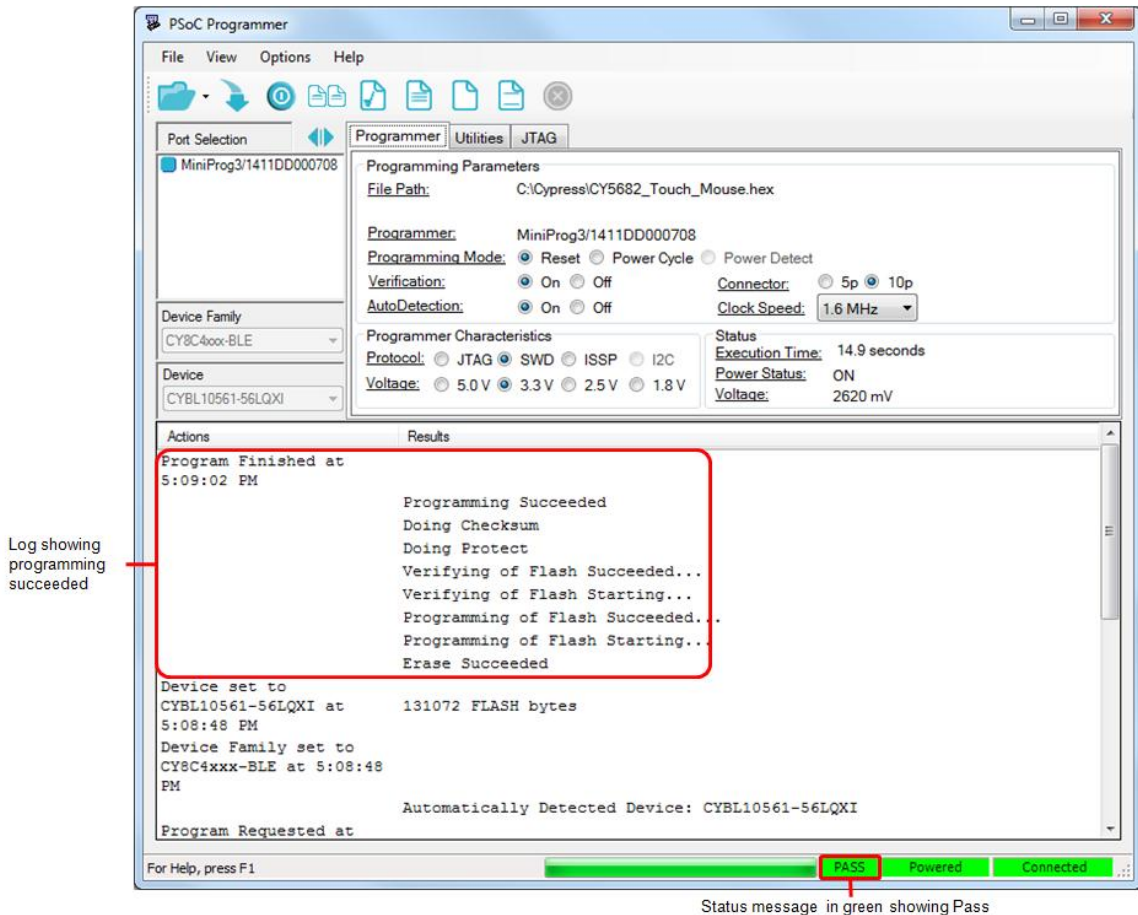 PSoC Programmer
File View Options Help
Port Selection
MiniProg3/1411DD000708
Device Family
CY8C4xxx-BLE
Device
CYBL10561-56LQXI
Programmer Utilities JTAG
Programming Parameters
File Path: C:\Cypress\CY5682_Touch_Mouse.hex
Programmer: MiniProg3/1411DD000708
Programming Mode: Reset Power Cycle Power Detect
Verification: On Off Connector: 5p 10p
AutoDetection: On Off Clock Speed: 1.6 MHz
Programmer Characteristics
Protocol: JTAG SWD ISSP I2C
Voltage: 5.0 V 3.3 V 2.5 V 1.8 V
Status
Execution Time: 14.9 seconds
Power Status: ON
Voltage: 2620 mV
Actions Results
Program Finished at
5:09:02 PM
Programming Succeeded
Doing Checksum
Doing Protect
Verifying of Flash Succeeded...
Verifying of Flash Starting...
Programming of Flash Succeeded...
Programming of Flash Starting...
Erase Succeeded
Device set to
CYBL10561-56LQXI at 131072 FLASH bytes
5:08:48 PM
Device Family set to
CY8C4xxx-BLE at 5:08:48
PM
Automatically Detected Device: CYBL10561-56LQXI
Program Requested at
Log showing
programming
succeeded
For Help, press F1 PASS Powered Connected
Status message in green showing Pass